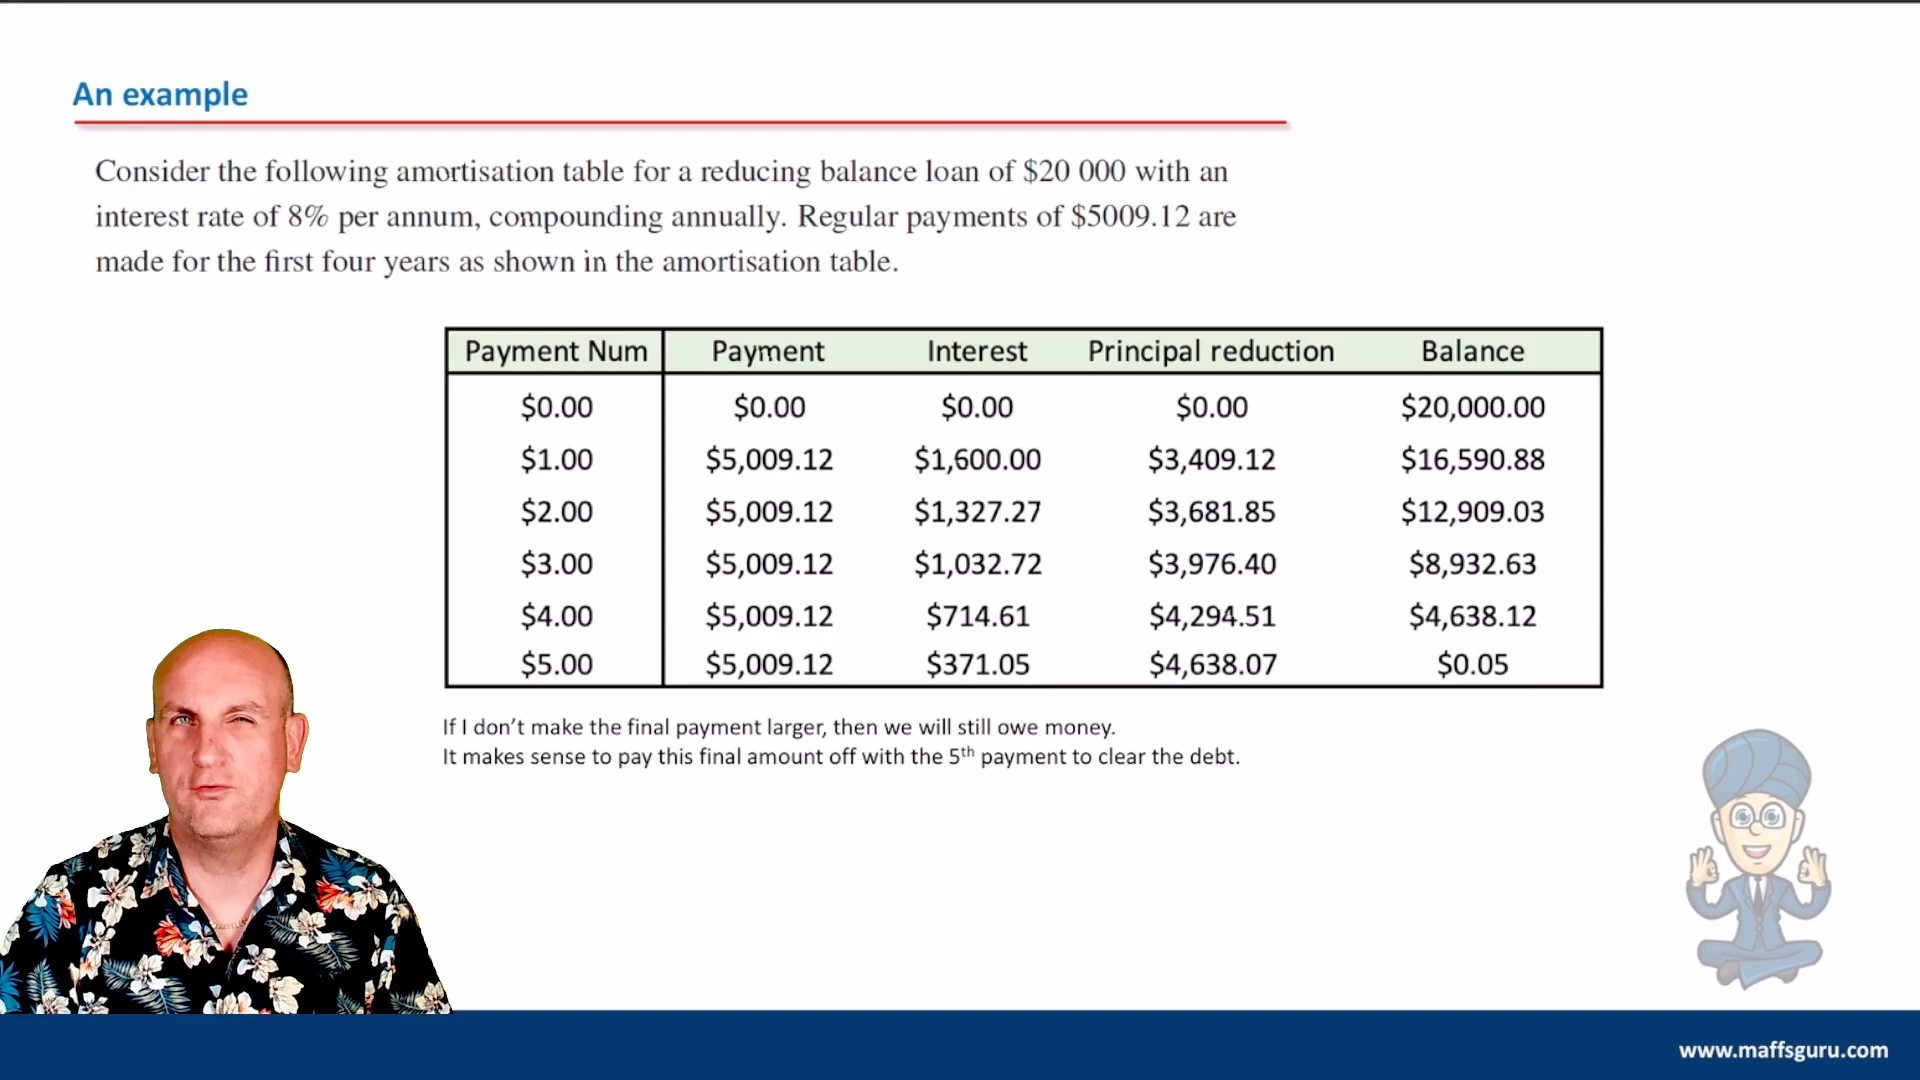 An example
Consider the following amortisation table for a reducing balance loan of $20 000 with an
interest rate of 8% per annum, compounding annually. Regular payments of $5009.12 are
made for the first four years as shown in the amortisation table.
Payment Num Payment Interest Principal reduction Balance
$0.00 $0.00 $0.00 $0.00 $20,000.00
$1.00 $5,009.12 $1,600.00 $3,409.12 $16,590.88
$2.00 $5,009.12 $1,327.27 $3,681.85 $12,909.03
$3.00 $5,009.12 $1,032.72 $3,976.40 $8,932.63
$4.00 $5,009.12 $714.61 $4,294.51 $4,638.12
$5.00 $5,009.12 $371.05 $4,638.07 $0.05
If I don't make the final payment larger, then we will still owe money.
It makes sense to pay this final amount off with the 5th payment to clear the debt.
www.maffsguru.com